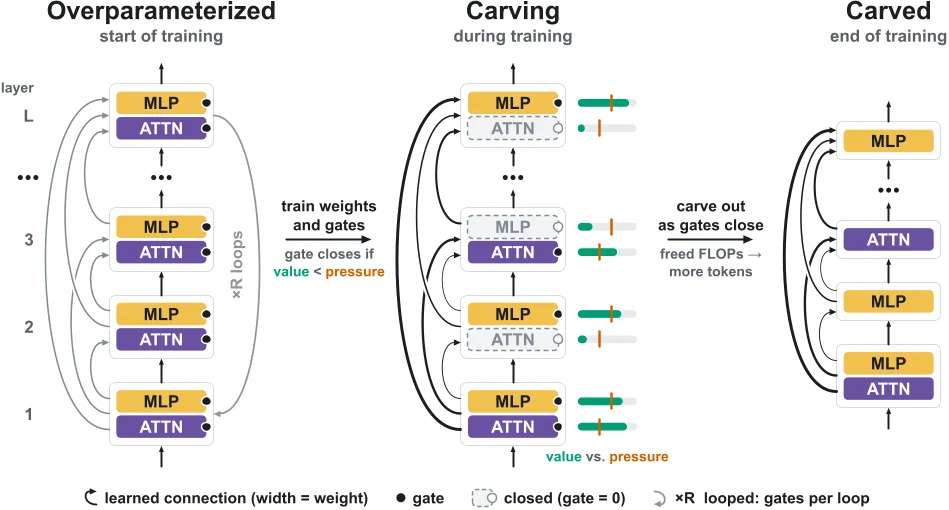 Overparameterized
start of training
layer
L
...
3
2
1
MLP
ATTN
...
MLP
ATTN
MLP
ATTN
MLP
ATTN
×R loops
train weights
and gates
gate closes if
value < pressure
Carving
during training
MLP
ATTN
...
MLP
ATTN
MLP
ATTN
MLP
ATTN
value vs. pressure
carve out
as gates close
freed FLOPs →
more tokens
Carved
end of training
MLP
...
ATTN
MLP
MLP
ATTN
learned connection (width = weight)
gate
closed (gate = 0)
×R looped: gates per loop